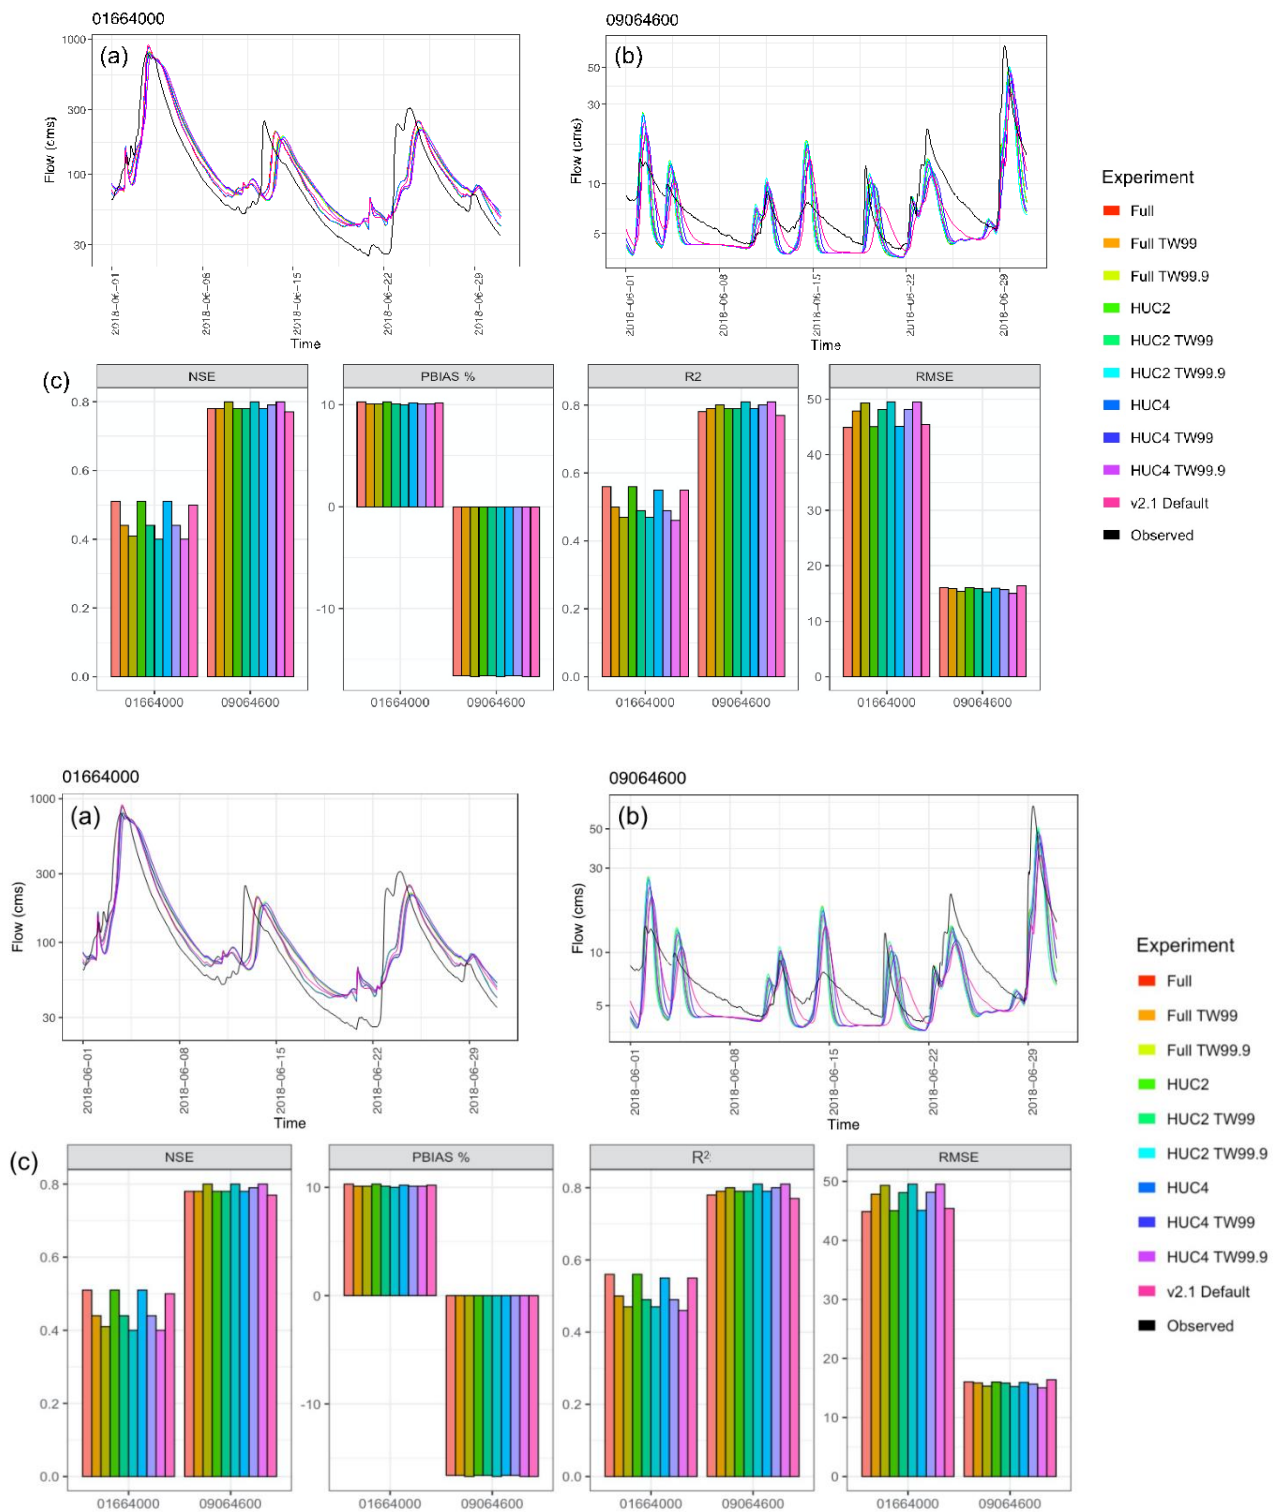 01664000
(a)
1000
300
100
30
Flow (cms)
2018-06-01
2018-06-08
2018-06-15
2018-06-22
2018-06-29
Time
09064600
(b)
50
30
10
5
Flow (cms)
2018-06-01
2018-06-08
2018-06-15
2018-06-22
2018-06-29
Time
Experiment
Full
Full TW99
Full TW99.9
HUC2
HUC2 TW99
HUC2 TW99.9
HUC4
HUC4 TW99
HUC4 TW99.9
v2.1 Default
Observed
(c)
NSE
0.8
0.6
0.4
0.2
0.0
01664000
09064600
PBIAS %
10
0
-10
01664000
09064600
R2
0.8
0.6
0.4
0.2
0.0
01664000
09064600
RMSE
50
40
30
20
10
0
01664000
09064600
01664000
(a)
1000
300
100
30
Flow (cms)
2018-06-01
2018-06-08
2018-06-15
2018-06-22
2018-06-29
Time
09064600
(b)
50
30
10
5
Flow (cms)
2018-06-01
2018-06-08
2018-06-15
2018-06-22
2018-06-29
Time
Experiment
Full
Full TW99
Full TW99.9
HUC2
HUC2 TW99
HUC2 TW99.9
HUC4
HUC4 TW99
HUC4 TW99.9
v2.1 Default
Observed
(c)
NSE
0.8
0.6
0.4
0.2
0.0
01664000
09064600
PBIAS %
10
0
-10
01664000
09064600
R²
0.8
0.6
0.4
0.2
0.0
01664000
09064600
RMSE
50
40
30
20
10
0
01664000
09064600